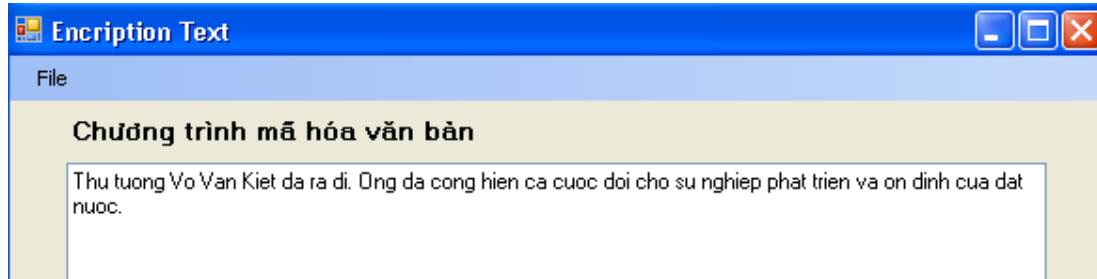 Encription Text
File
Chương trình mã hóa văn bản
Thu tuong Vo Van Kiet da ra di. Ong da cong hien ca cuoc doi cho su nghiep phat trien va on dinh cua dat
nuoc.